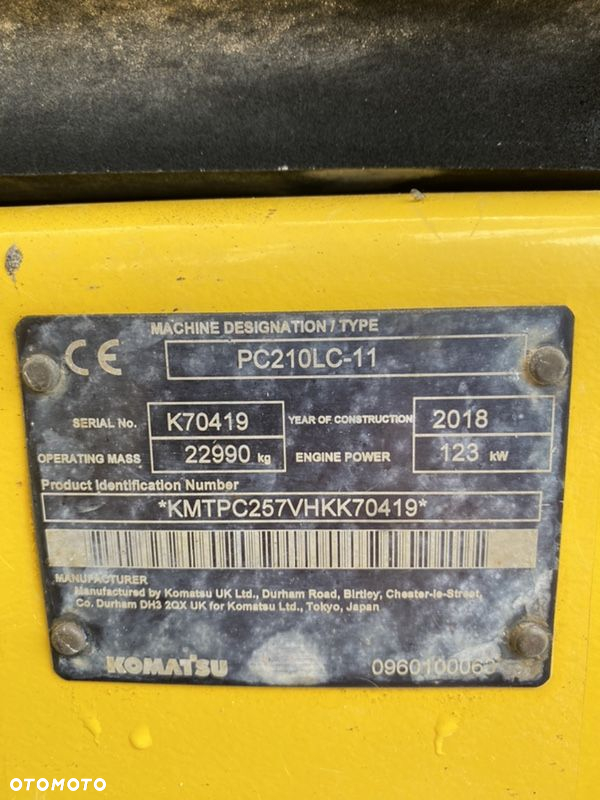 MACHINE DESIGNATION / TYPE
CE PC210LC-11
SERIAL No. K70419 YEAR OF CONSTRUCTION 2018
OPERATING MASS 22990 kg ENGINE POWER 123 kW
Product Identification Number
*KMTPC257VHKK70419*
MANUFACTURER
Manufactured by Komatsu UK Ltd., Durham Road, Birtley, Chester-le-Street,
Co. Durham DH3 2QX UK for Komatsu Ltd., Tokyo, Japan
KOMATSU
OTOMOTO